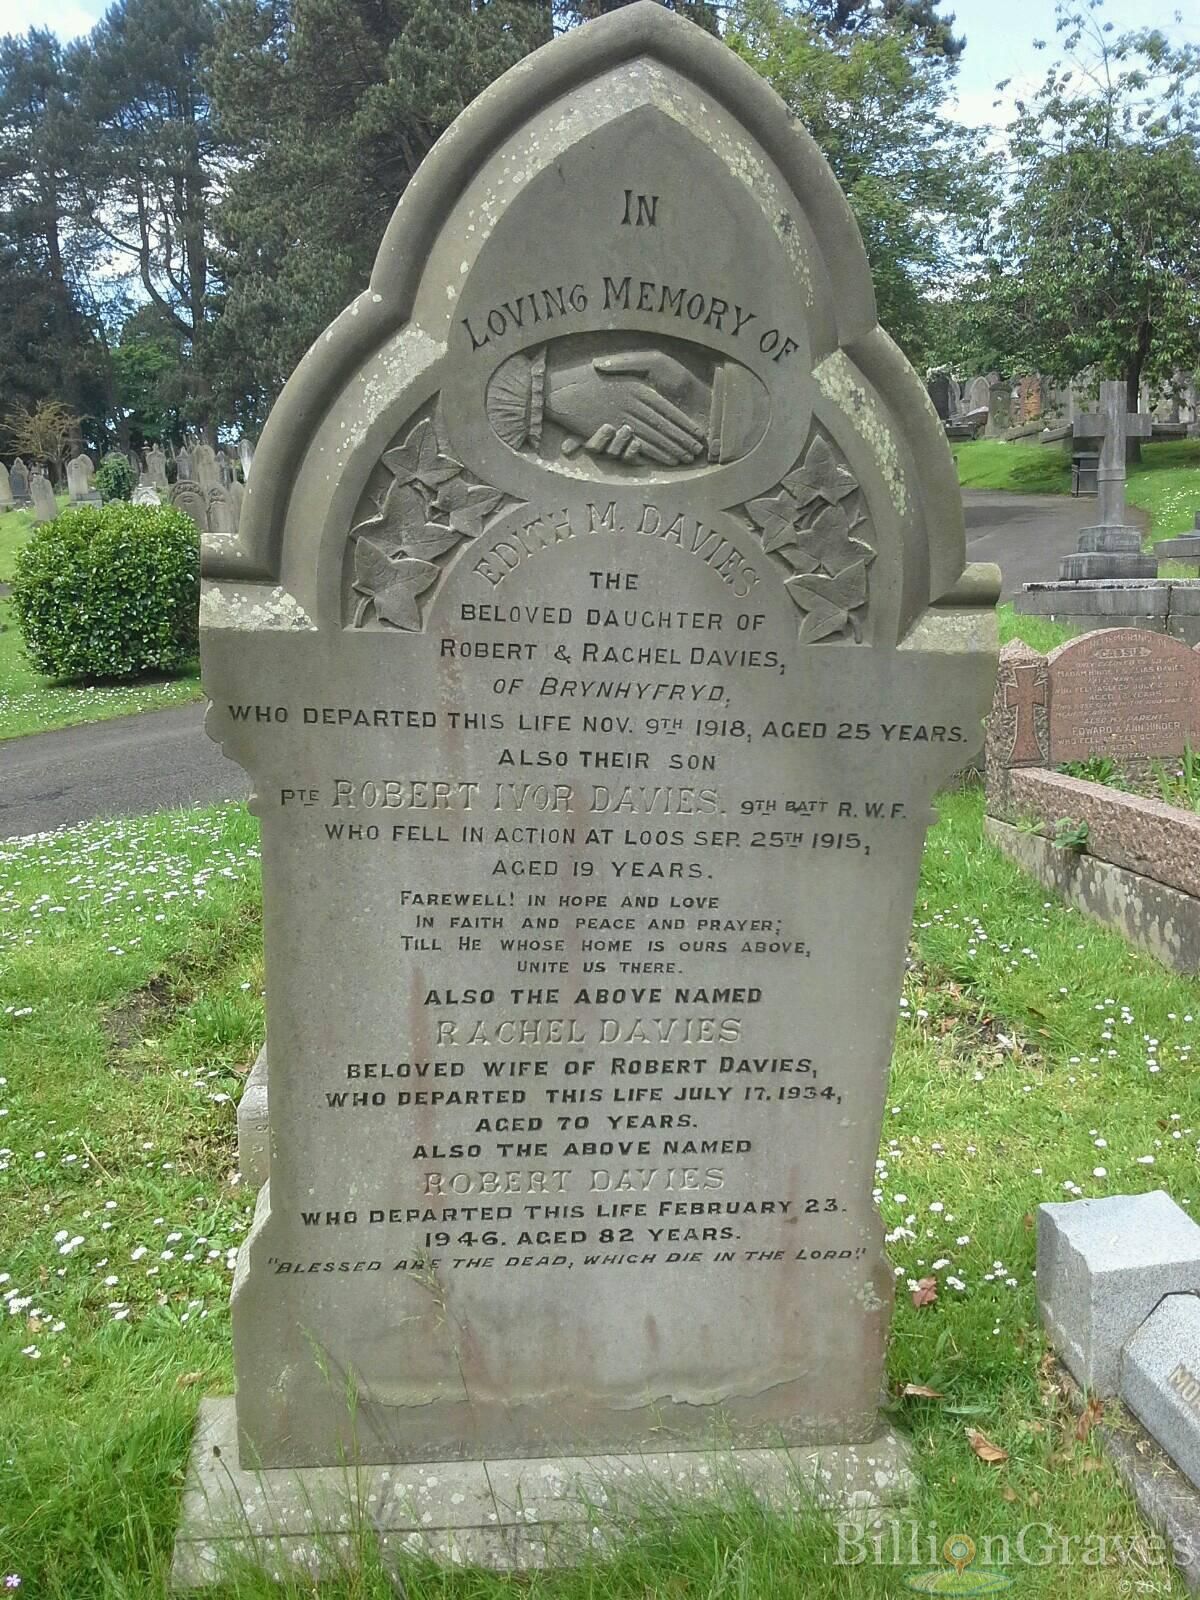 IN
LOVING MEMORY OF
EDITH M. DAVIES
THE
BELOVED DAUGHTER OF
ROBERT & RACHEL DAVIES,
OF BRYNHYFRYD,
WHO DEPARTED THIS LIFE NOV. 9TH 1918, AGED 25 YEARS.
ALSO THEIR SON
PTE ROBERT IVOR DAVIES. 9TH BATT R.W.F.
WHO FELL IN ACTION AT LOOS SEP. 25TH 1915,
AGED 19 YEARS.
FAREWELL! IN HOPE AND LOVE
IN FAITH AND PEACE AND PRAYER;
TILL HE WHOSE HOME IS OURS ABOVE,
UNITE US THERE.
ALSO THE ABOVE NAMED
RACHEL DAVIES
BELOVED WIFE OF ROBERT DAVIES,
WHO DEPARTED THIS LIFE JULY 17. 1934,
AGED 70 YEARS.
ALSO THE ABOVE NAMED
ROBERT DAVIES
WHO DEPARTED THIS LIFE FEBRUARY 23.
1946. AGED 82 YEARS.
"BLESSED ARE THE DEAD, WHICH DIE IN THE LORD."
CASSIE
EDWARD & ANN HINDER
BillionGraves
© 2014